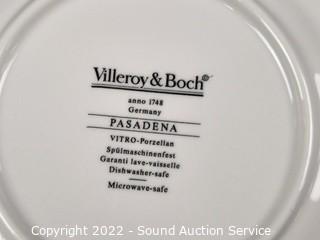 Villeroy & Boch©
anno 1748
Germany
PASADENA
VITRO-Porzellan
Spülmaschinenfest
Garanti lave-vaisselle
Dishwasher-safe
Microwave-safe
Copyright 2022 - Sound Auction Service